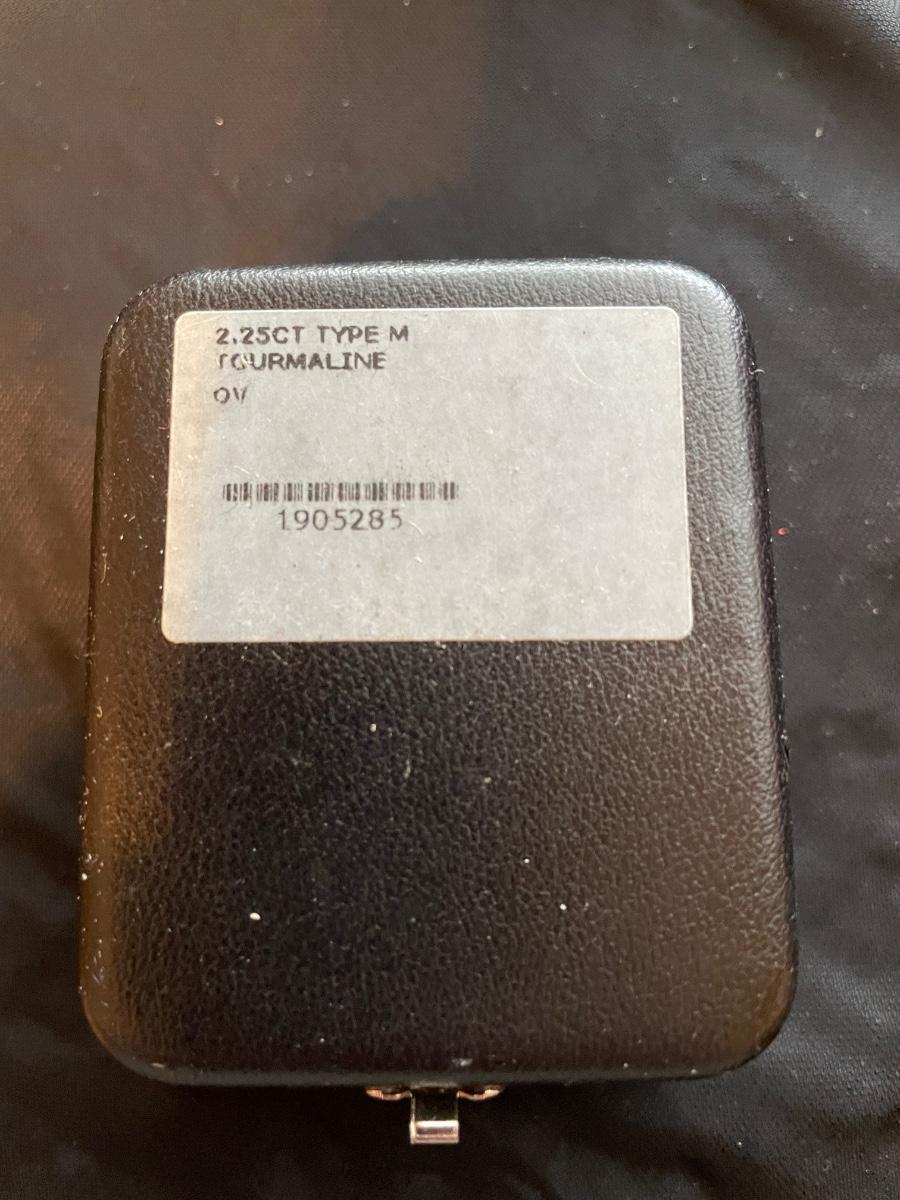 2.25CT TYPE M
TOURMALINE
OV
1905285